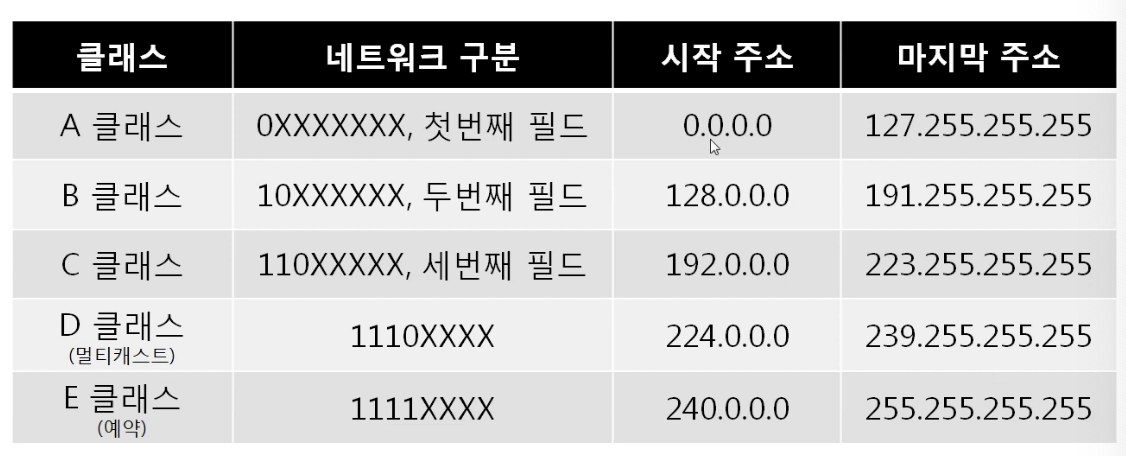 클래스 네트워크 구분 시작 주소 마지막 주소
A 클래스 0XXXXXXX, 첫번째 필드 0.0.0.0 127.255.255.255
B 클래스 10XXXXXX, 두번째 필드 128.0.0.0 191.255.255.255
C 클래스 110XXXXX, 세번째 필드 192.0.0.0 223.255.255.255
D 클래스 1110XXXX 224.0.0.0 239.255.255.255
(멀티캐스트)
E 클래스 1111XXXX 240.0.0.0 255.255.255.255
(예약)